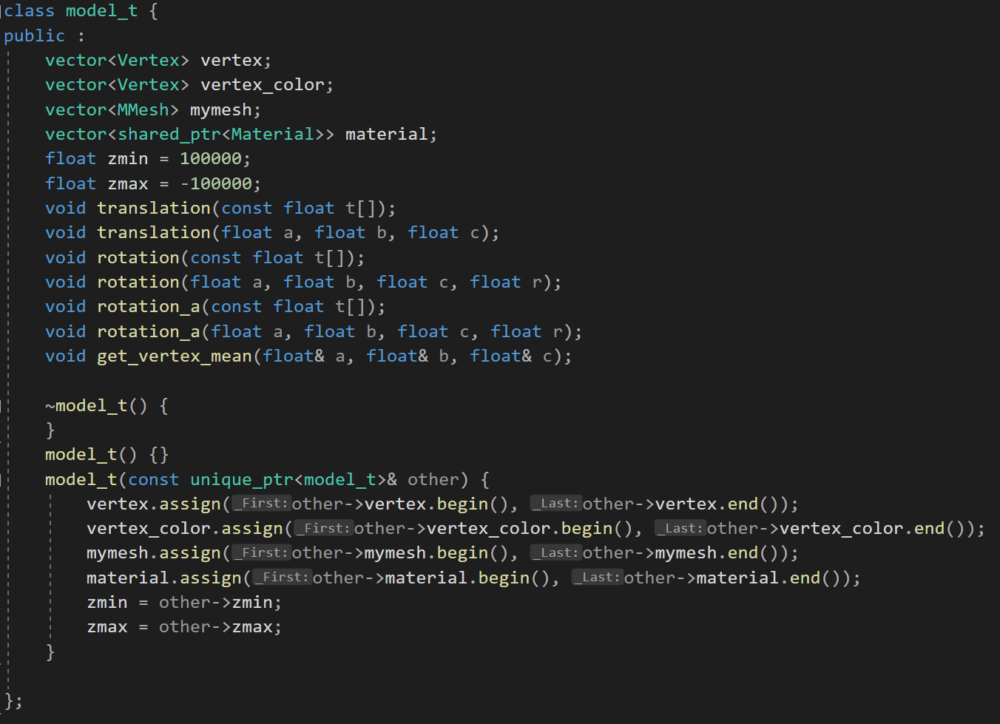 class model_t {
public :
    vector<Vertex> vertex;
    vector<Vertex> vertex_color;
    vector<MMesh> mymesh;
    vector<shared_ptr<Material>> material;
    float zmin = 100000;
    float zmax = -100000;
    void translation(const float t[]);
    void translation(float a, float b, float c);
    void rotation(const float t[]);
    void rotation(float a, float b, float c, float r);
    void rotation_a(const float t[]);
    void rotation_a(float a, float b, float c, float r);
    void get_vertex_mean(float& a, float& b, float& c);

    ~model_t() {
    }
    model_t() {}
    model_t(const unique_ptr<model_t>& other) {
        vertex.assign(_First:other->vertex.begin(), _Last:other->vertex.end());
        vertex_color.assign(_First:other->vertex_color.begin(), _Last:other->vertex_color.end());
        mymesh.assign(_First:other->mymesh.begin(), _Last:other->mymesh.end());
        material.assign(_First:other->material.begin(), _Last:other->material.end());
        zmin = other->zmin;
        zmax = other->zmax;
    }

};